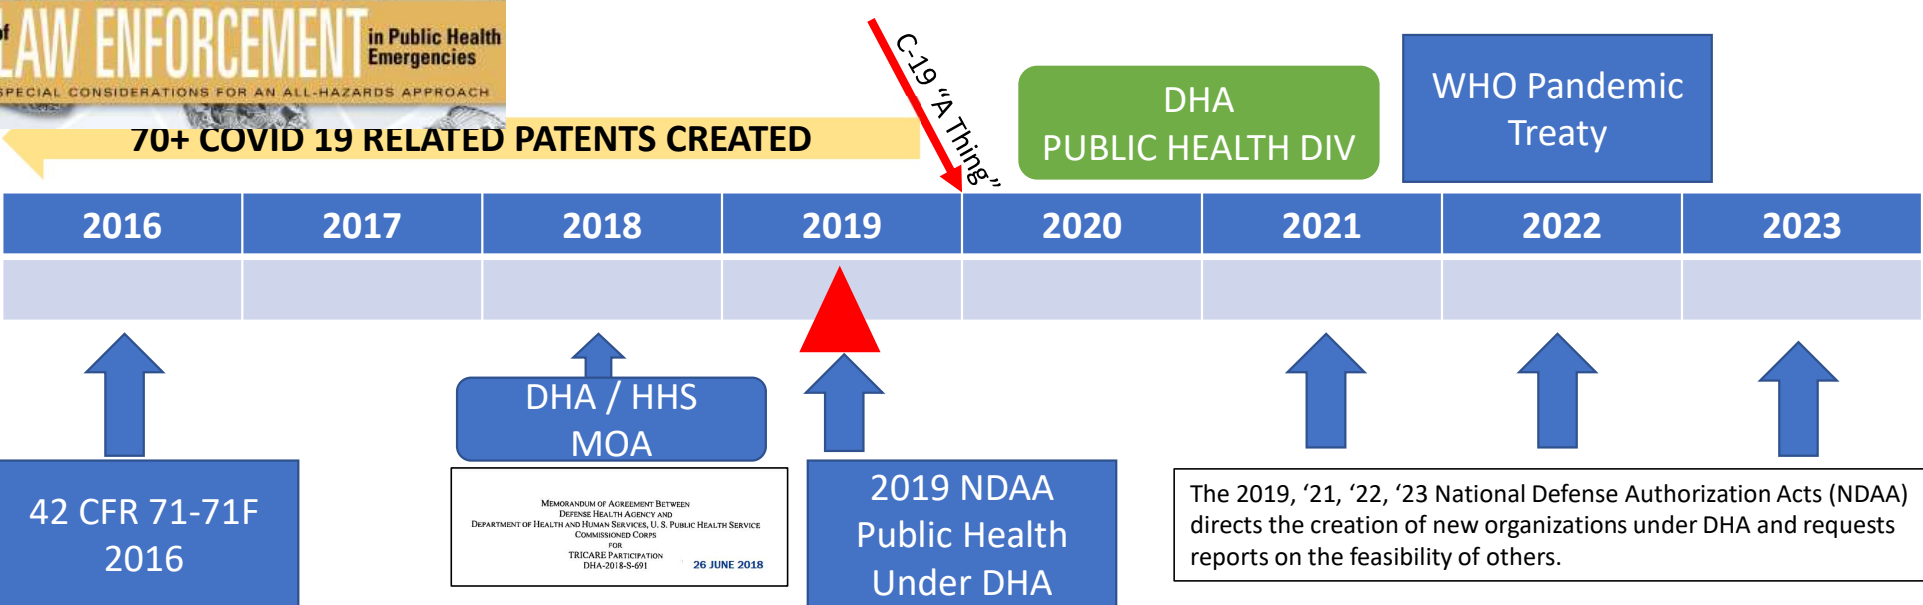 of
LAW ENFORCEMENT
in Public Health
Emergencies
SPECIAL CONSIDERATIONS FOR AN ALL-HAZARDS APPROACH
70+ COVID 19 RELATED PATENTS CREATED
C-19 “A Thing”
DHA
PUBLIC HEALTH DIV
WHO Pandemic
Treaty
2016 2017 2018 2019 2020 2021 2022 2023
42 CFR 71-71F
2016
DHA / HHS
MOA
MEMORANDUM OF AGREEMENT BETWEEN
DEFENSE HEALTH AGENCY AND
DEPARTMENT OF HEALTH AND HUMAN SERVICES, U. S. PUBLIC HEALTH SERVICE
COMMISSIONED CORPS
FOR
TRICARE PARTICIPATION
DHA-2018-S-691 26 JUNE 2018
2019 NDAA
Public Health
Under DHA
The 2019, ‘21, ‘22, ‘23 National Defense Authorization Acts (NDAA)
directs the creation of new organizations under DHA and requests
reports on the feasibility of others.